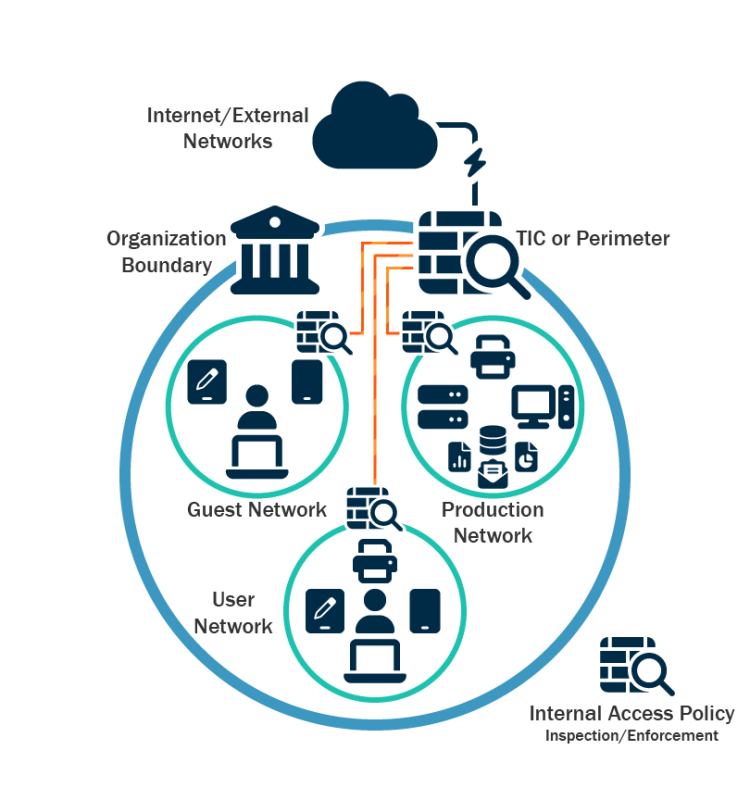 Internet/External
Networks
Organization
Boundary
TIC or Perimeter
Guest Network
Production
Network
User
Network
Internal Access Policy
Inspection/Enforcement